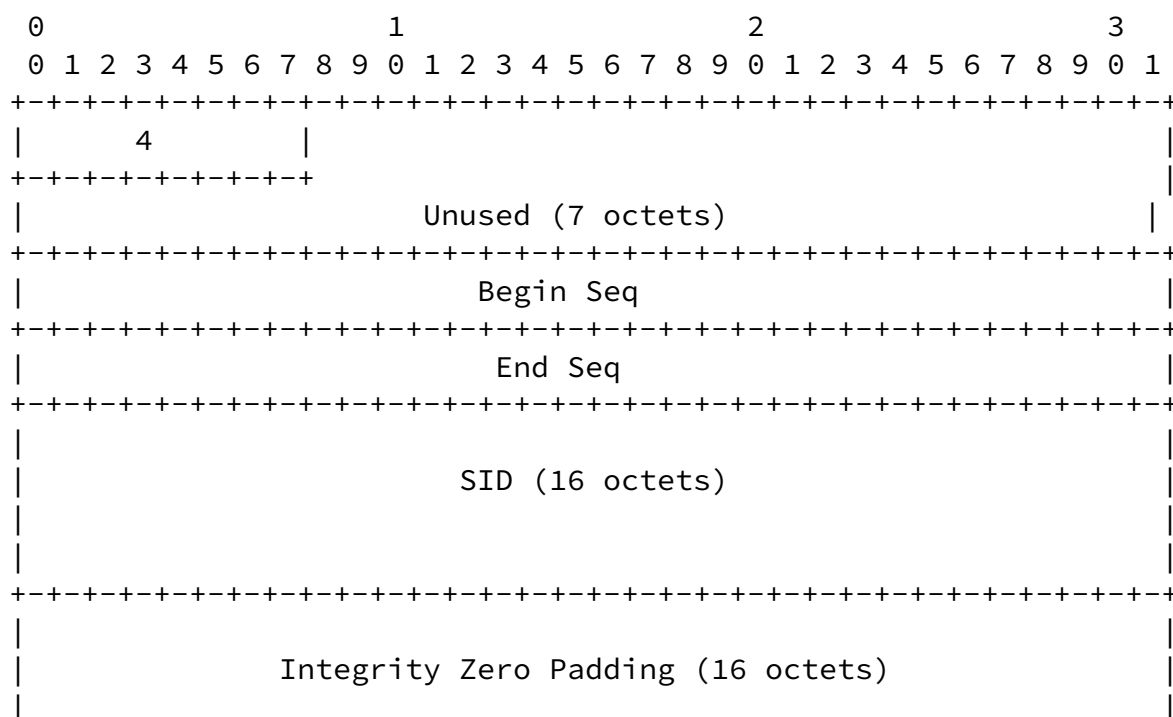 0                   1                   2                   3
 0 1 2 3 4 5 6 7 8 9 0 1 2 3 4 5 6 7 8 9 0 1 2 3 4 5 6 7 8 9 0 1
+-+-+-+-+-+-+-+-+-+-+-+-+-+-+-+-+-+-+-+-+-+-+-+-+-+-+-+-+-+-+-+-+
|      4        |                                               |
+-+-+-+-+-+-+-+-+                                               |
|                      Unused (7 octets)                       |
+-+-+-+-+-+-+-+-+-+-+-+-+-+-+-+-+-+-+-+-+-+-+-+-+-+-+-+-+-+-+-+-+
|                         Begin Seq                             |
+-+-+-+-+-+-+-+-+-+-+-+-+-+-+-+-+-+-+-+-+-+-+-+-+-+-+-+-+-+-+-+-+
|                          End Seq                              |
+-+-+-+-+-+-+-+-+-+-+-+-+-+-+-+-+-+-+-+-+-+-+-+-+-+-+-+-+-+-+-+-+
|                                                               |
|                        SID (16 octets)                        |
|                                                               |
|                                                               |
+-+-+-+-+-+-+-+-+-+-+-+-+-+-+-+-+-+-+-+-+-+-+-+-+-+-+-+-+-+-+-+-+
|                                                               |
|              Integrity Zero Padding (16 octets)               |
|                                                               |